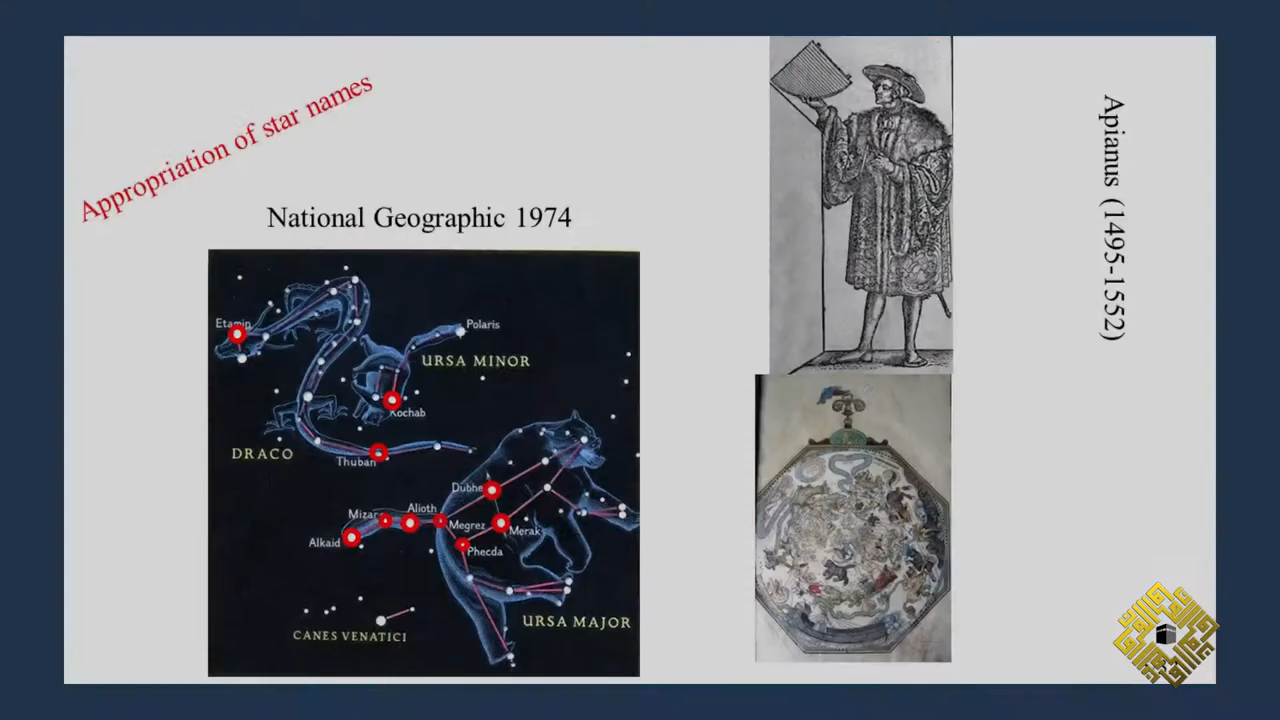 Appropriation of star names
National Geographic 1974
Apianus (1495-1552)
Etamin
Polaris
URSA MINOR
Kochab
DRACO
Thuban
Dubhe
Mizar
Alioth
Megrez
Merak
Alkaid
Phecda
URSA MAJOR
CANES VENATICI